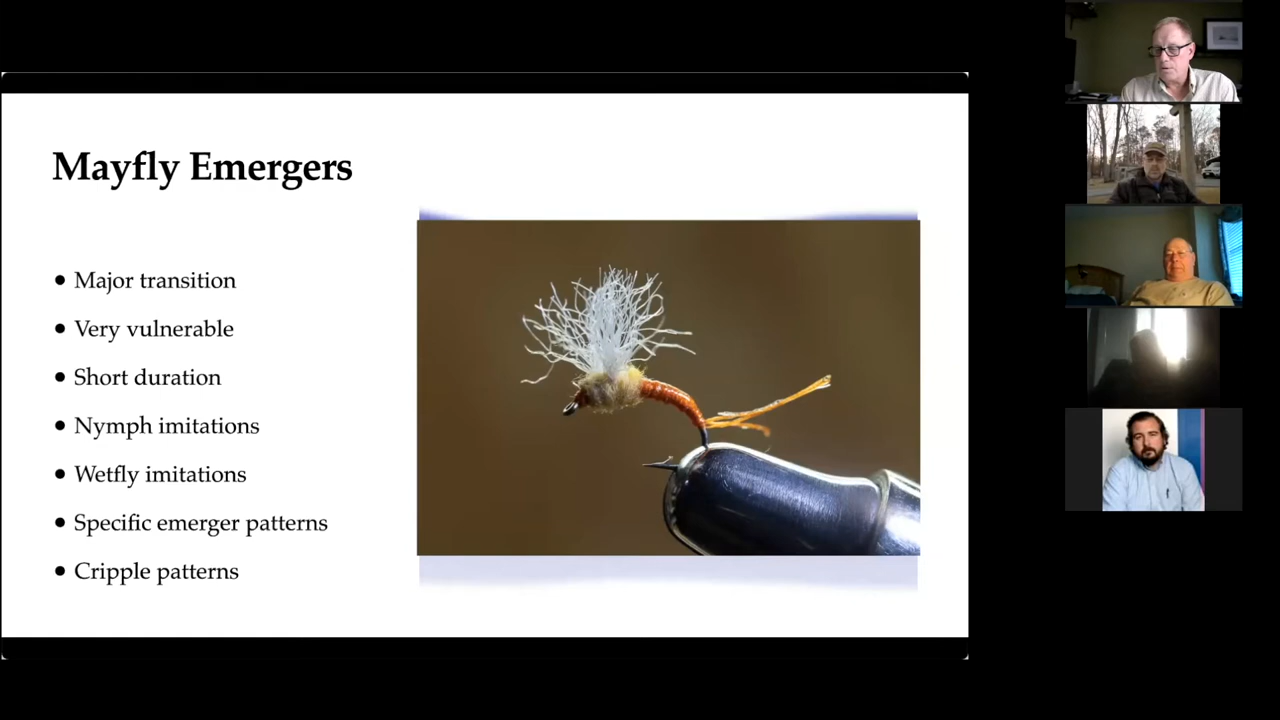 Mayfly Emergers
• Major transition
• Very vulnerable
• Short duration
• Nymph imitations
• Wetfly imitations
• Specific emerger patterns
• Cripple patterns